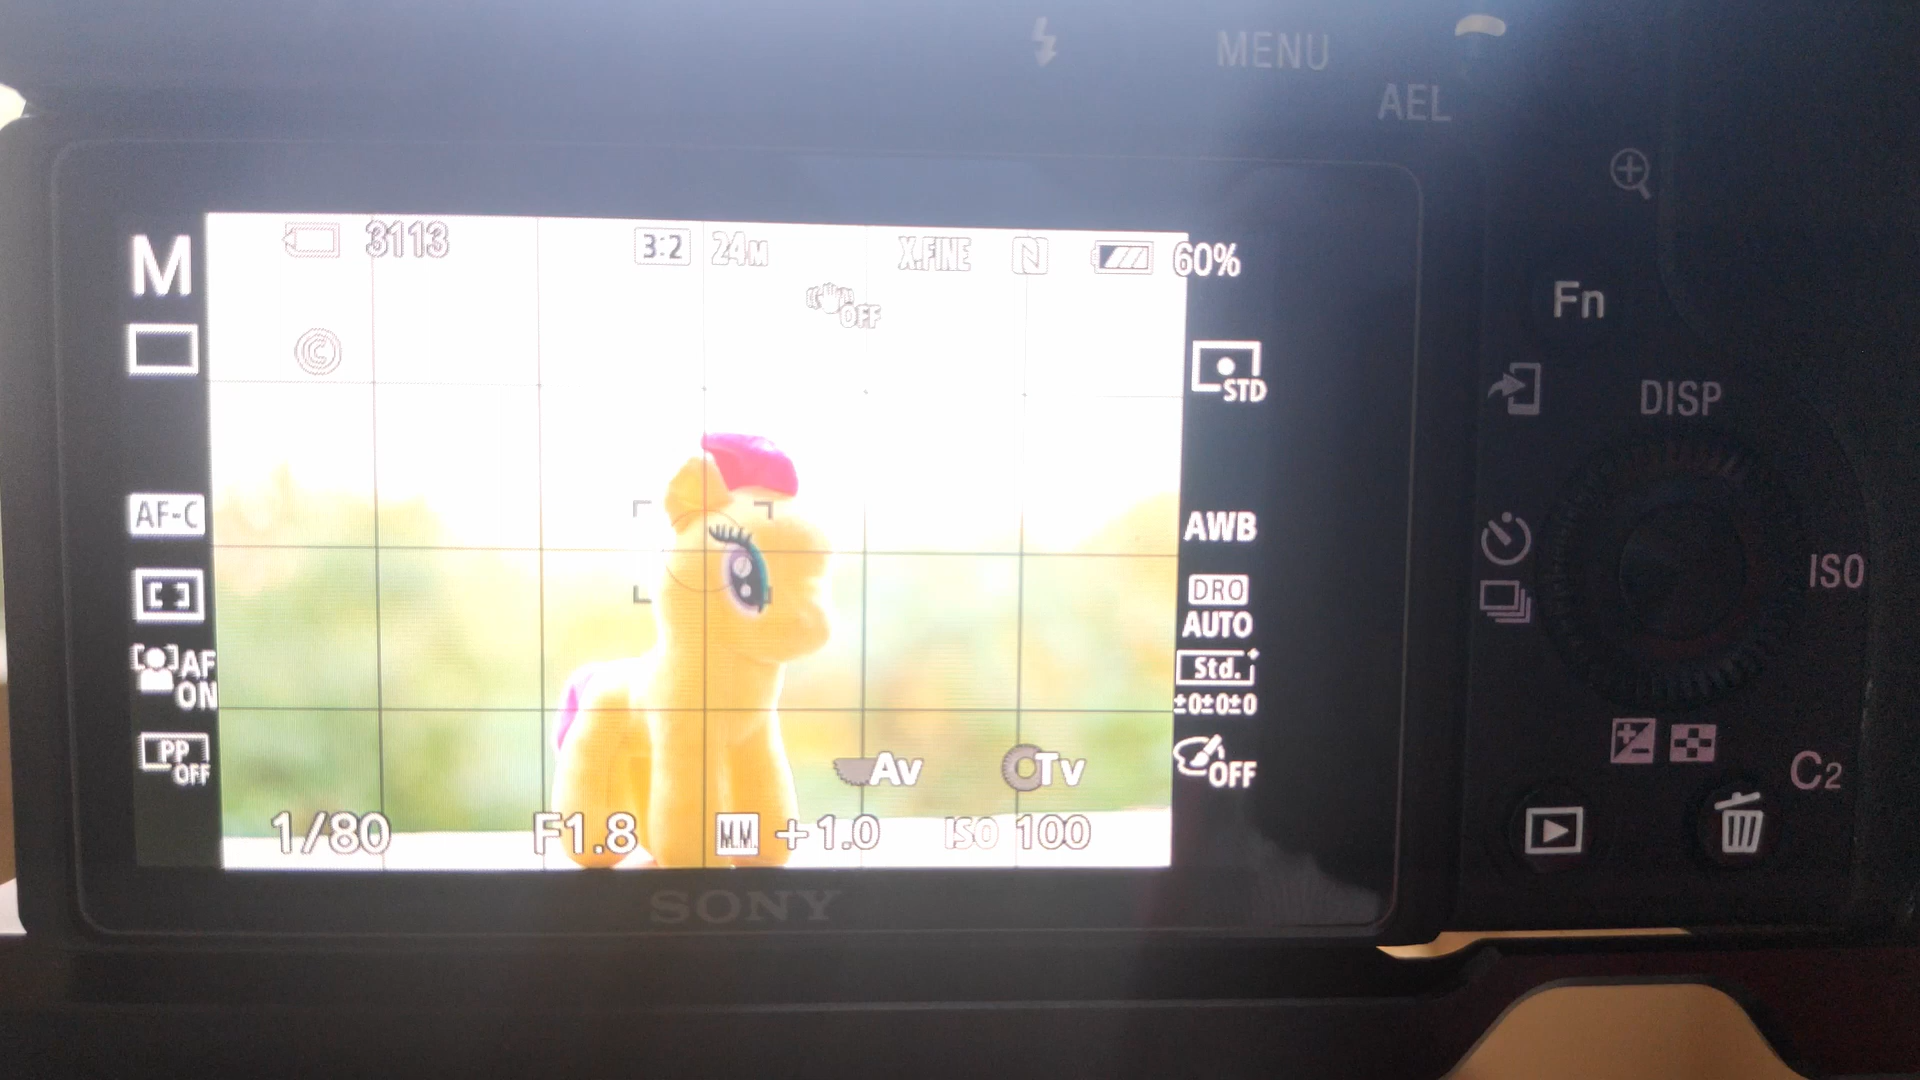 MENU
AEL
M
3113
3:2
24M
X.FINE
N
60%
OFF
©
STD
Fn
DISP
AF-C
AWB
DRO
AUTO
ISO
AF
ON
Std.
±0±0±0
PP
OFF
Av
Tv
OFF
C2
1/80
F1.8
M.M.
+1.0
ISO 100
SONY